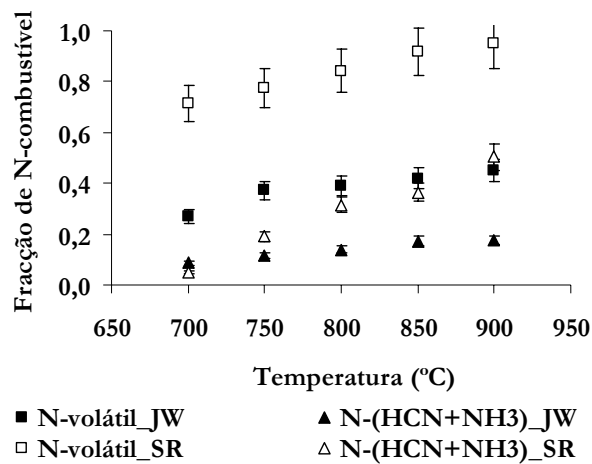 1,0
0,8
0,6
0,4
0,2
0,0
Fracção de N-combustível
650 700 750 800 850 900 950
Temperatura (ºC)
N-volátil_JW N-(HCN+NH3)_JW
N-volátil_SR N-(HCN+NH3)_SR